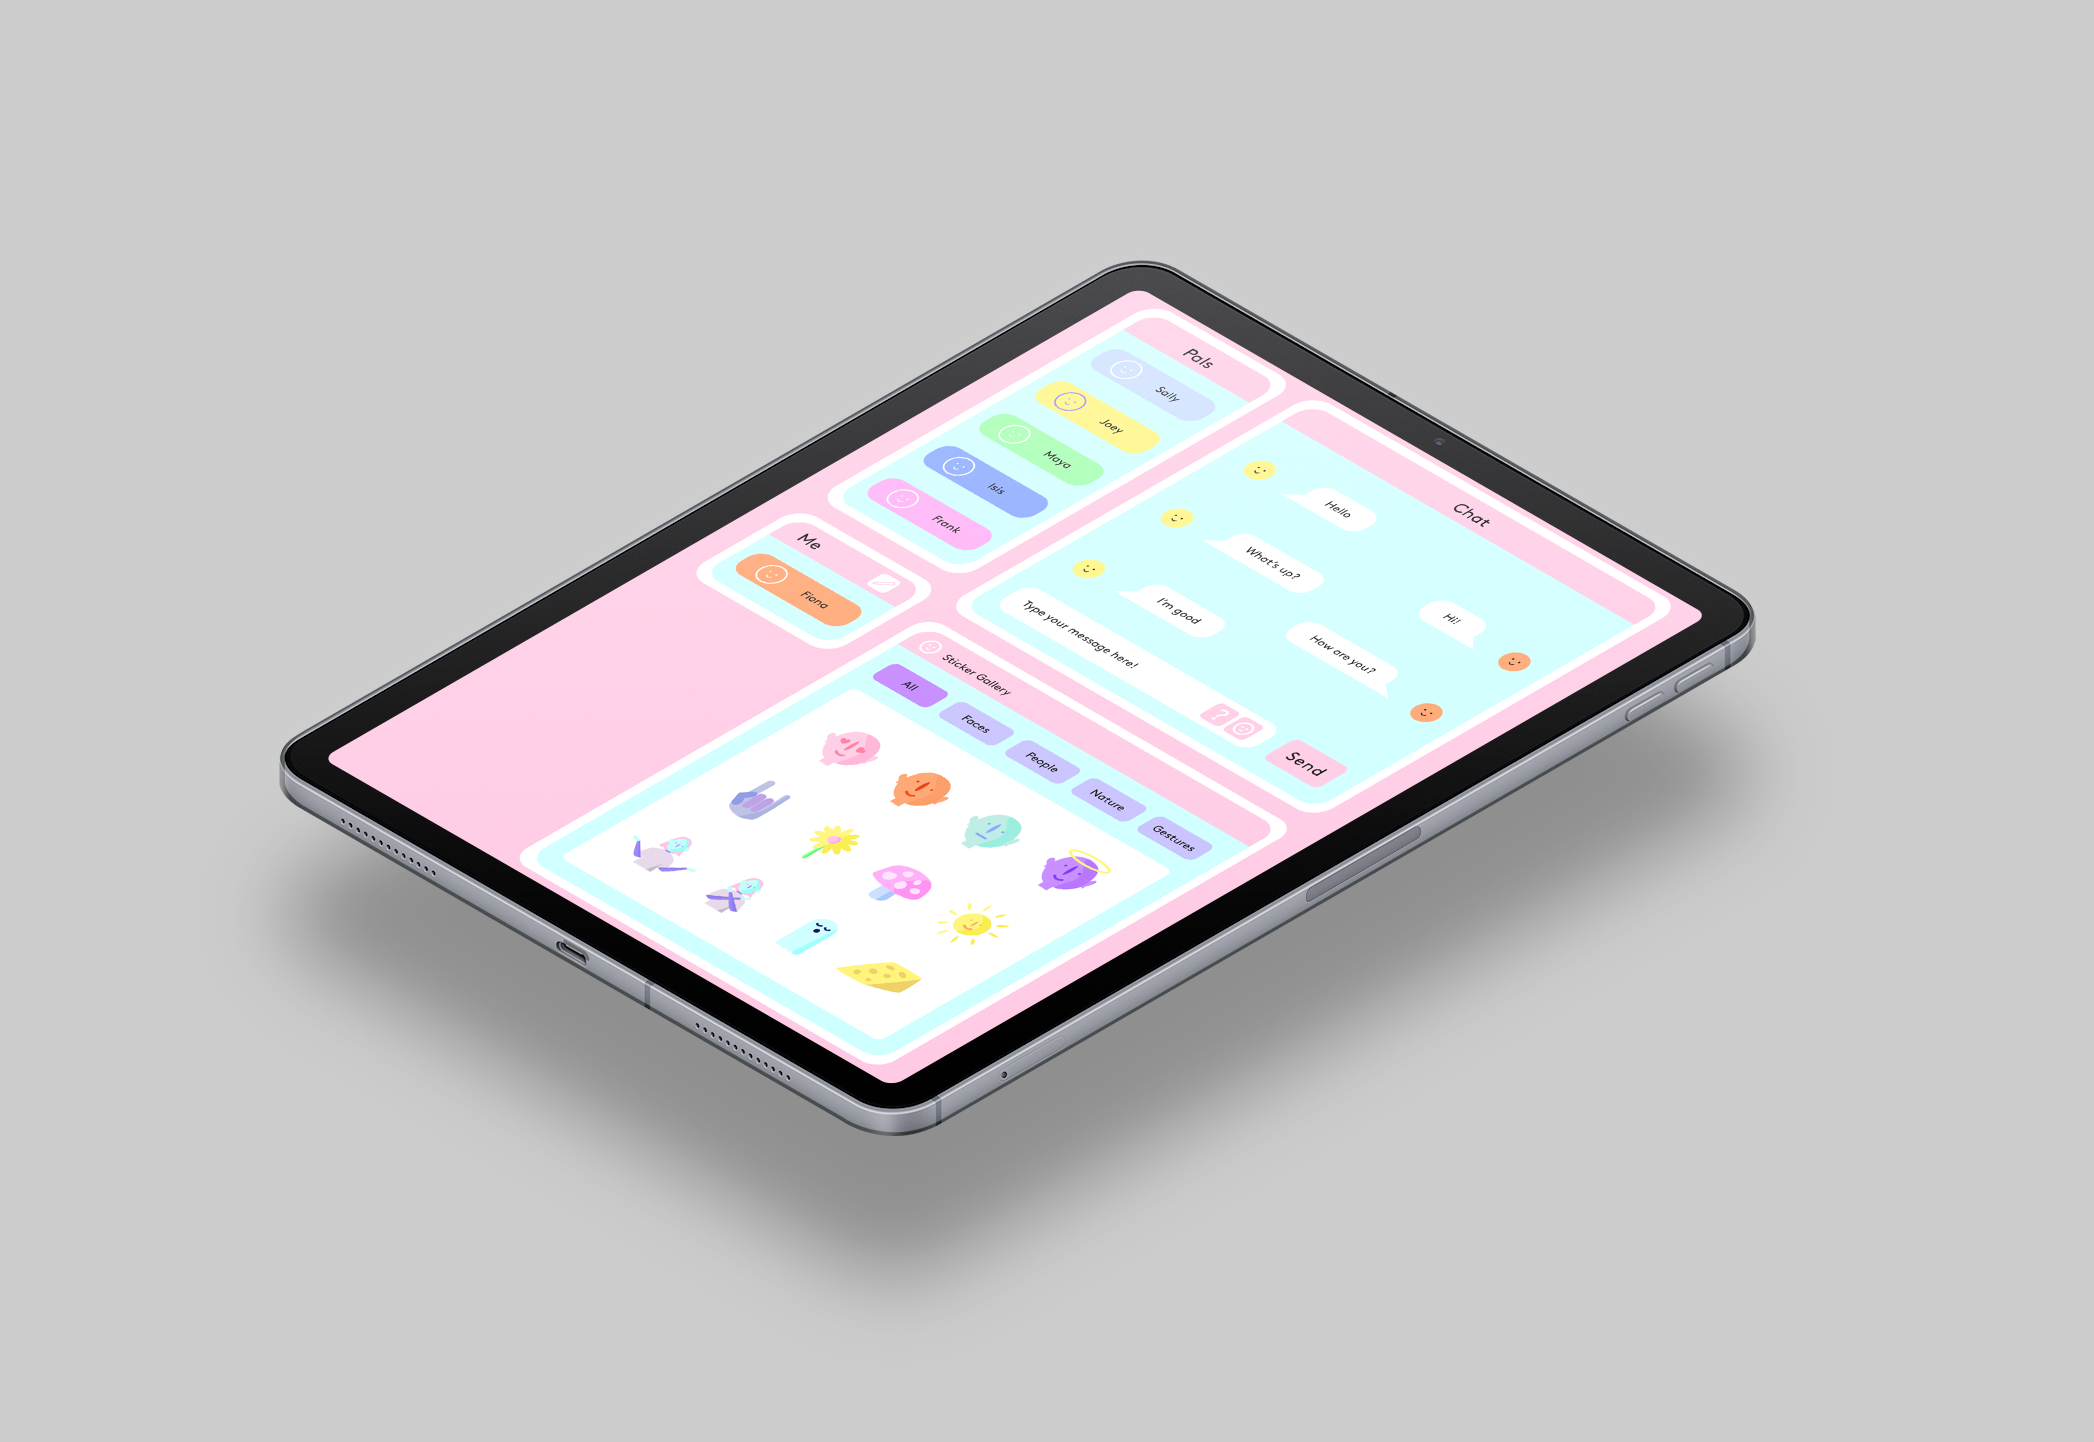 Pals
Sally
Joey
Maya
Isis
Frank
Me
Fiona
Chat
Hello
Hi!
What's up?
How are you?
I'm good
Type your message here!
?
Send
Sticker Gallery
All
Faces
People
Nature
Gestures